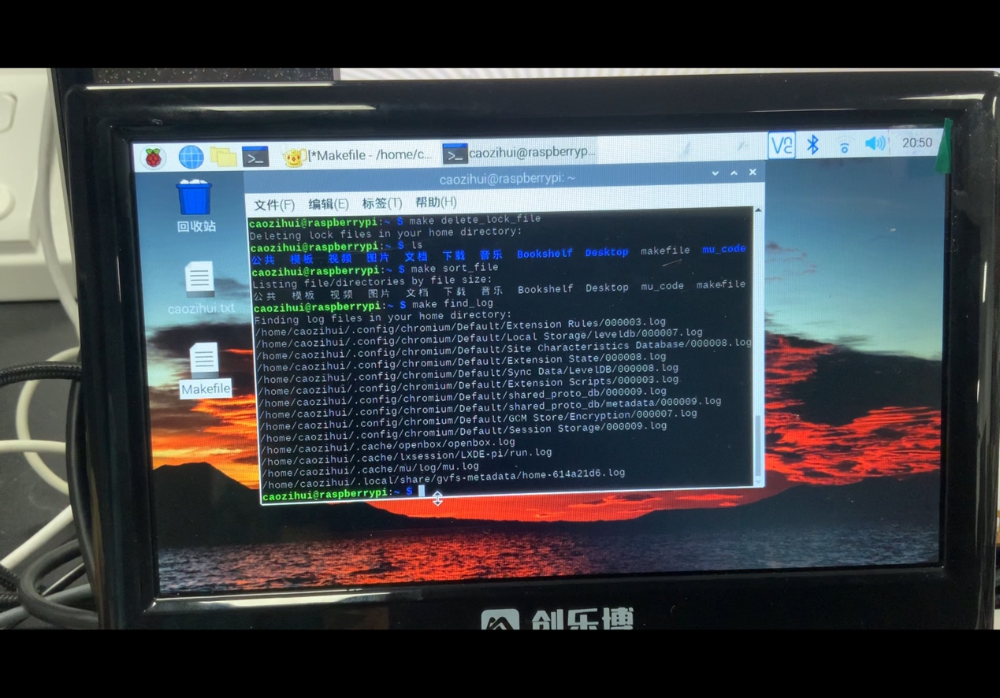 [*Makefile - /home/c... caozihui@raspberryp... V2 20:50
caozihui@raspberrypi: ~
文件(F) 编辑(E) 标签(T) 帮助(H)
回收站
caozihui.txt
Makefile
caozihui@raspberrypi:~ $ make delete_lock_file
Deleting lock files in your home directory:
caozihui@raspberrypi:~ $ ls
公共 模板 视频 图片 文档 下载 音乐 Bookshelf Desktop makefile mu_code
caozihui@raspberrypi:~ $ make sort_file
Listing file/directories by file size:
公共 模板 视频 图片 文档 下载 音乐 Bookshelf Desktop mu_code makefile
caozihui@raspberrypi:~ $ make find_log
Finding log files in your home directory:
/home/caozihui/.config/chromium/Default/Extension Rules/000003.log
/home/caozihui/.config/chromium/Default/Local Storage/leveldb/000007.log
/home/caozihui/.config/chromium/Default/Site Characteristics Database/000008.log
/home/caozihui/.config/chromium/Default/Extension State/000008.log
/home/caozihui/.config/chromium/Default/Sync Data/LevelDB/000008.log
/home/caozihui/.config/chromium/Default/Extension Scripts/000003.log
/home/caozihui/.config/chromium/Default/shared_proto_db/000009.log
/home/caozihui/.config/chromium/Default/shared_proto_db/metadata/000009.log
/home/caozihui/.config/chromium/Default/GCM Store/Encryption/000007.log
/home/caozihui/.config/chromium/Default/Session Storage/000009.log
/home/caozihui/.cache/openbox/openbox.log
/home/caozihui/.cache/lxsession/LXDE-pi/run.log
/home/caozihui/.cache/mu/log/mu.log
/home/caozihui/.local/share/gvfs-metadata/home-614a21d6.log
caozihui@raspberrypi:~ $
创乐博